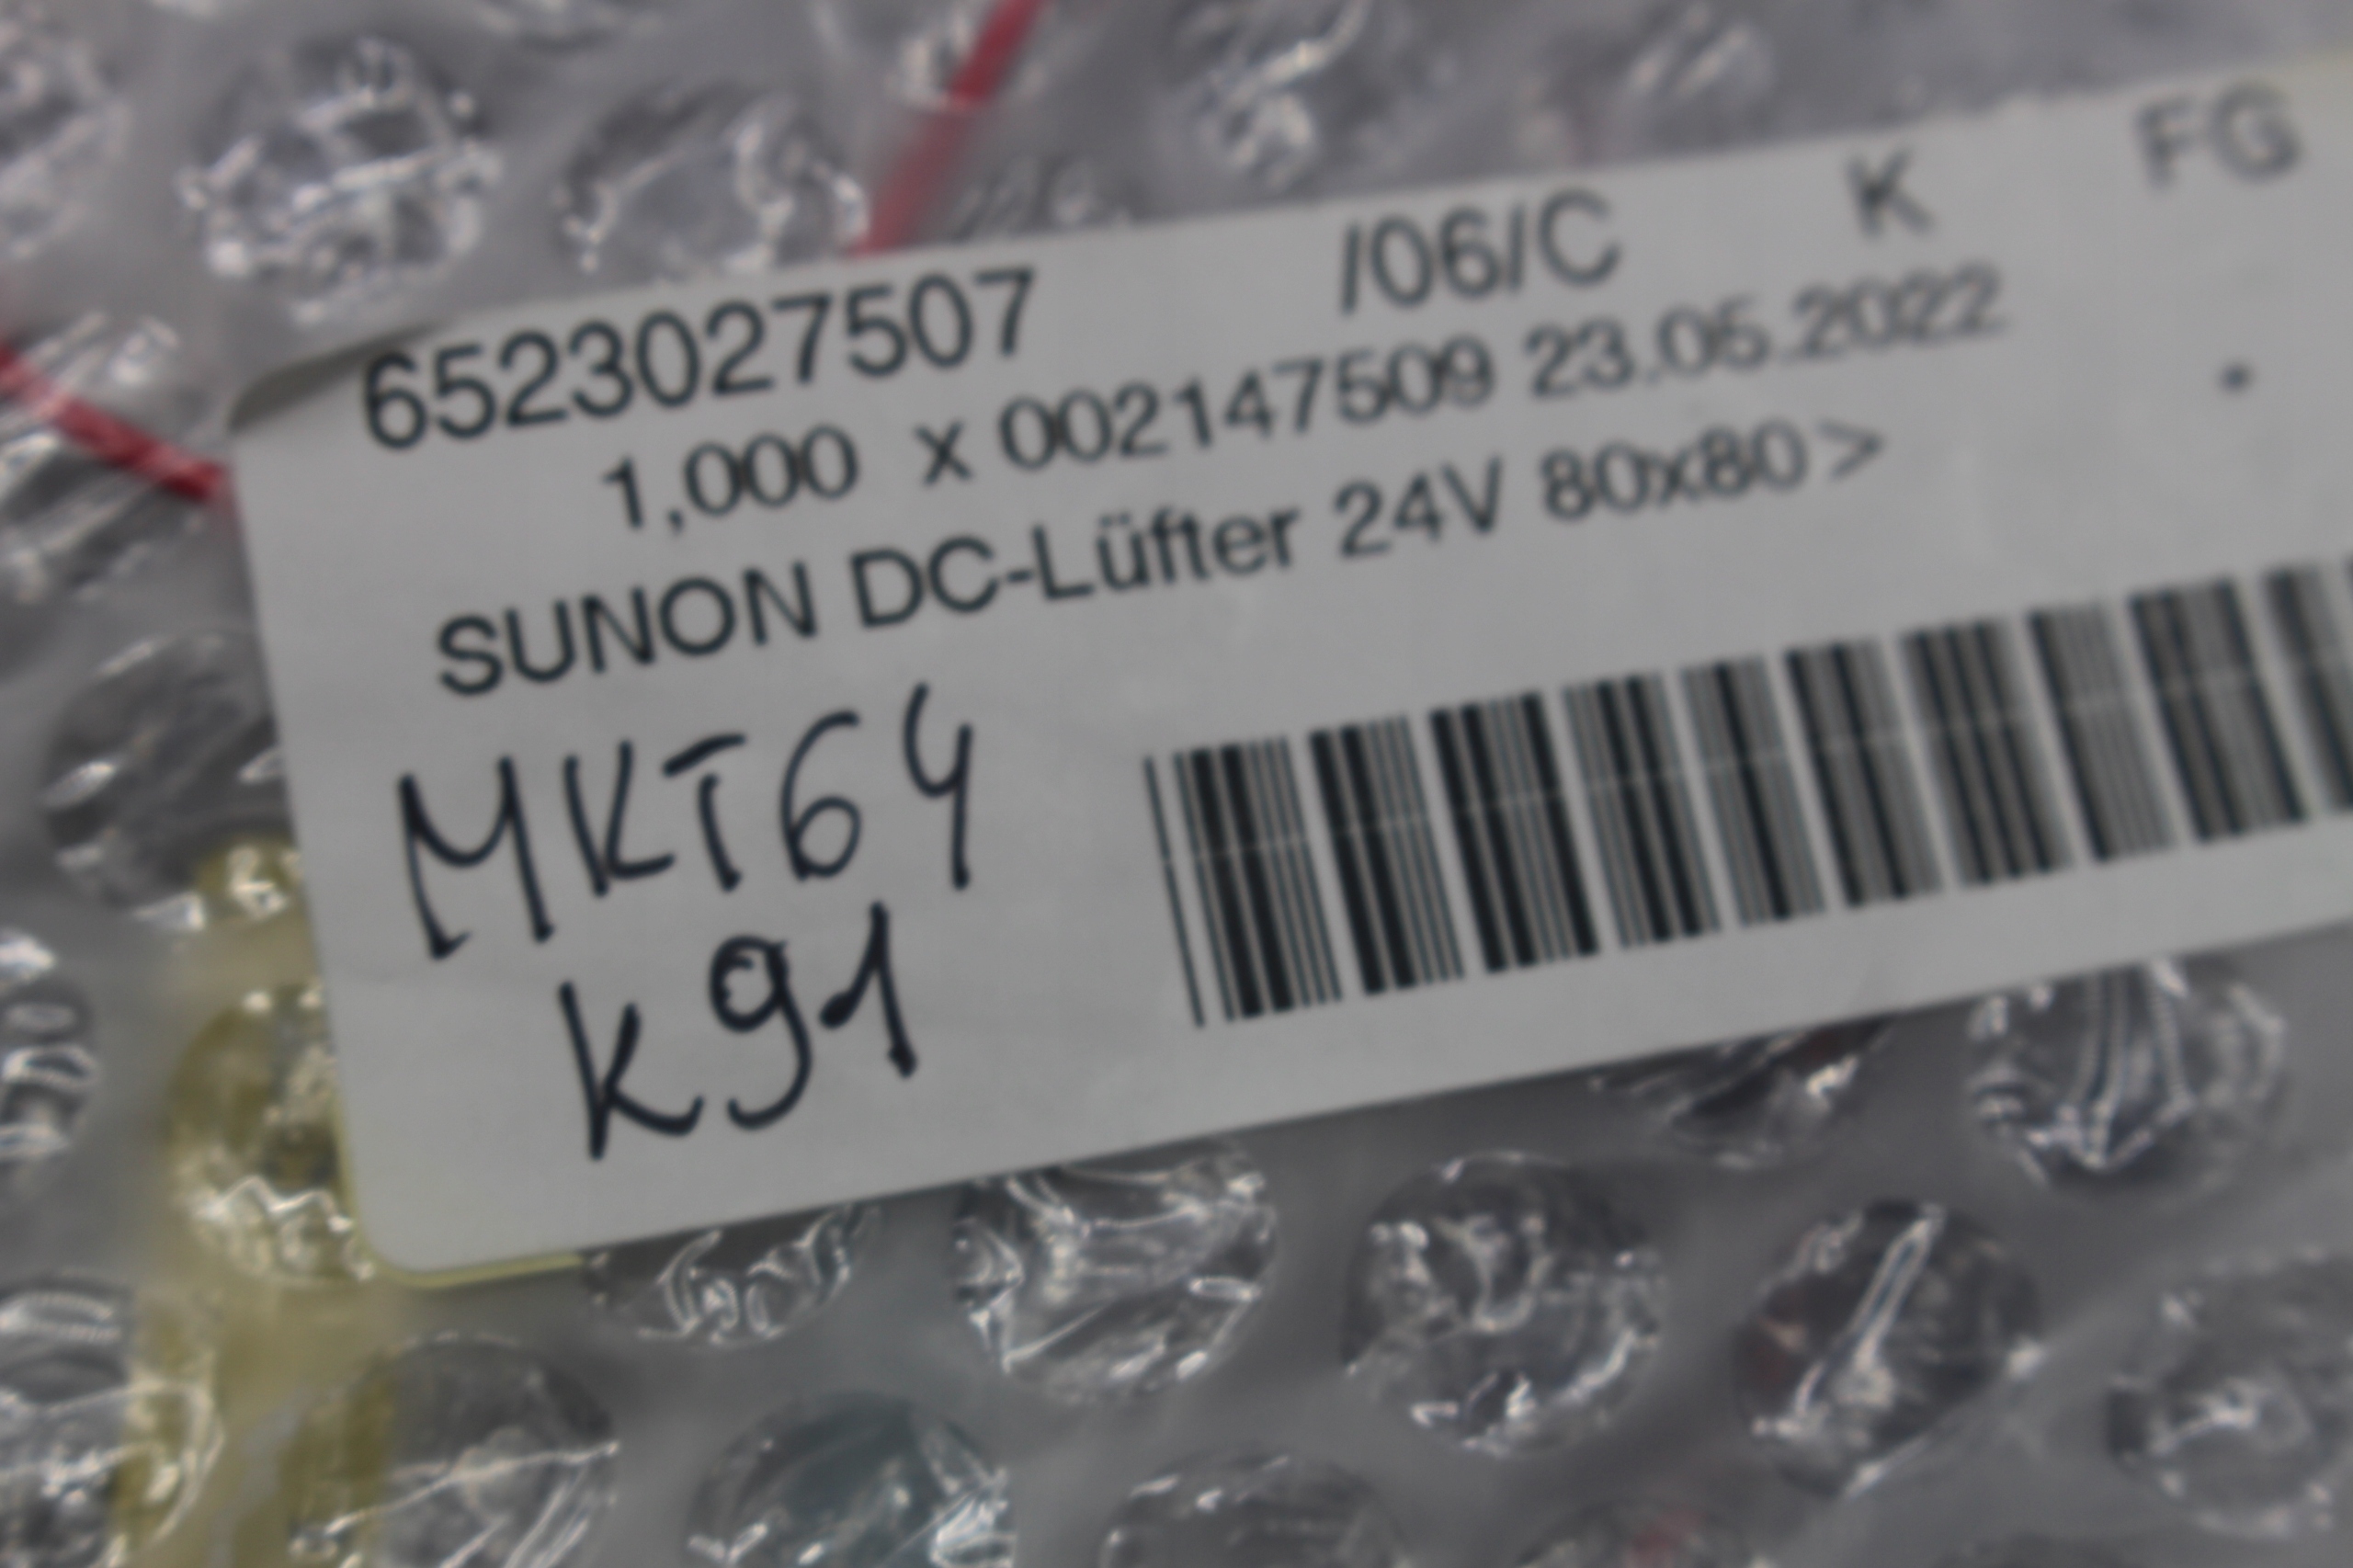 6523027507 /06/C K FG
1,000 x 002147509 23.05.2022
SUNON DC-Lüfter 24V 80x80>
MKT64
K91